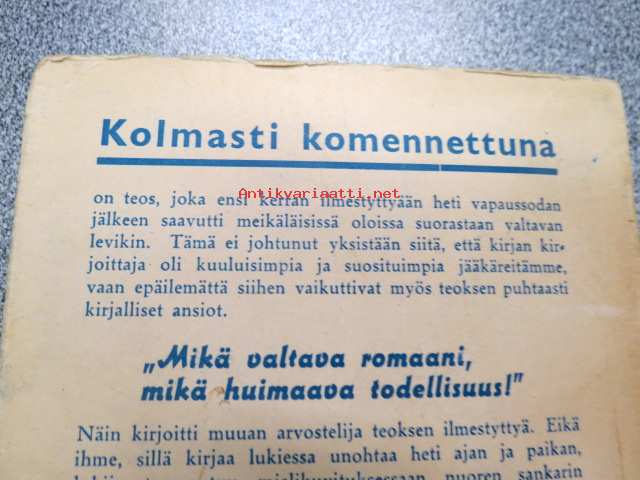 Kolmasti komennettuna
on teos, joka ensi kerran ilmestyttyään heti vapaussodan
Antikvariaatti.net
jälkeen saavutti meikäläisissä oloissa suorastaan valtavan
levikin. Tämä ei johtunut yksistään siitä, että kirjan kir-
joittaja oli kuuluisimpia ja suosituimpia jääkäreitämme,
vaan epäilemättä siihen vaikuttivat myös teoksen puhtaasti
kirjalliset ansiot.
„Mikä valtava romaani,
mikä huimaava todellisuus!"
Näin kirjoitti muuan arvostelija teoksen ilmestyttyä. Eikä
ihme, sillä kirjaa lukiessa unohtaa heti ajan ja paikan,
mielikuvituksessaan nuoren sankarin